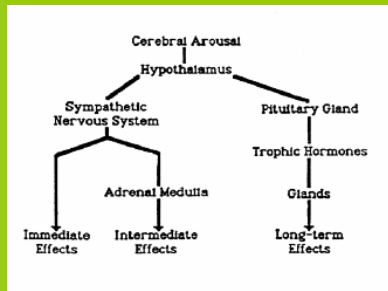 Cerebral Arousal
Hypothalamus
Sympathetic
Nervous System
Pituitary Gland
Trophic Hormones
Adrenal Medulla
Glands
Immediate
Effects
Intermediate
Effects
Long-term
Effects